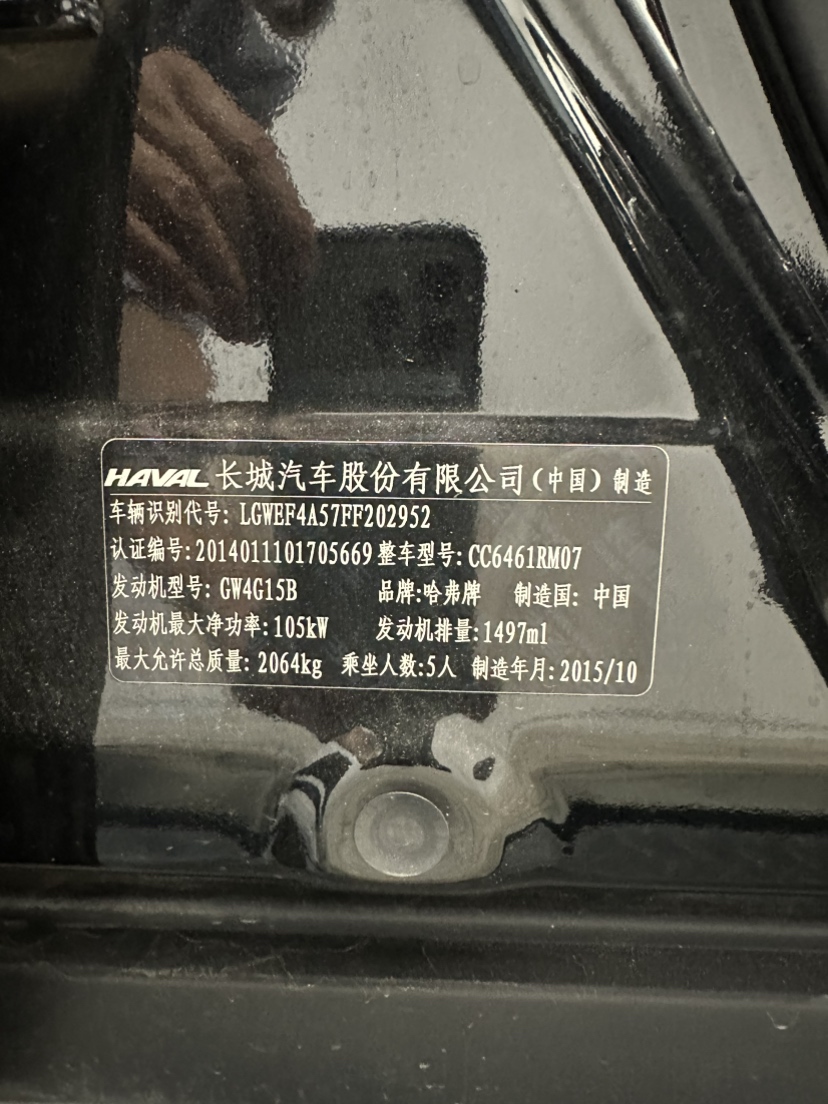 HAVAL 长城汽车股份有限公司(中国)制造
车辆识别代号: LGWEF4A57FF202952
认证编号:2014011101705669 整车型号:CC6461RM07
发动机型号: GW4G15B 品牌:哈弗牌 制造国: 中国
发动机最大净功率:105kW 发动机排量:1497ml
最大允许总质量: 2064kg 乘坐人数:5人 制造年月:2015/10